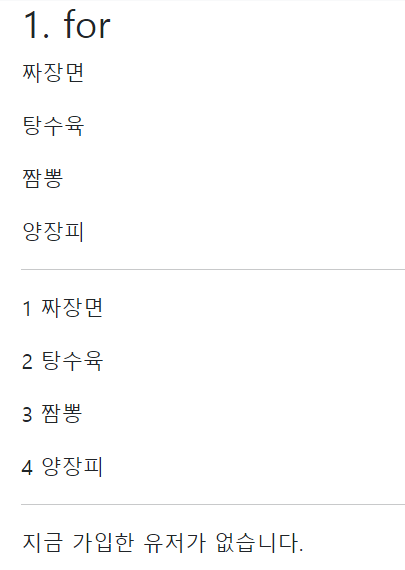 1. for
짜장면
탕수육
짬뽕
양장피
1 짜장면
2 탕수육
3 짬뽕
4 양장피
지금 가입한 유저가 없습니다.